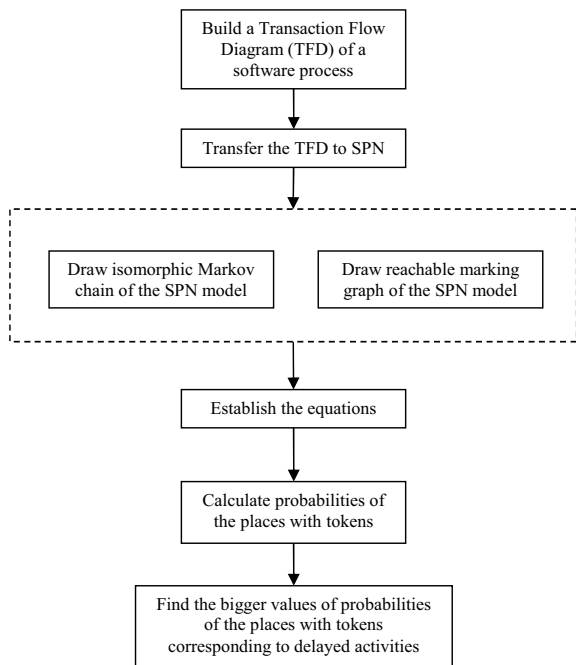 Build a Transaction Flow
Diagram (TFD) of a
software process
Transfer the TFD to SPN
Draw isomorphic Markov
chain of the SPN model
Draw reachable marking
graph of the SPN model
Establish the equations
Calculate probabilities of
the places with tokens
Find the bigger values of probabilities
of the places with tokens
corresponding to delayed activities